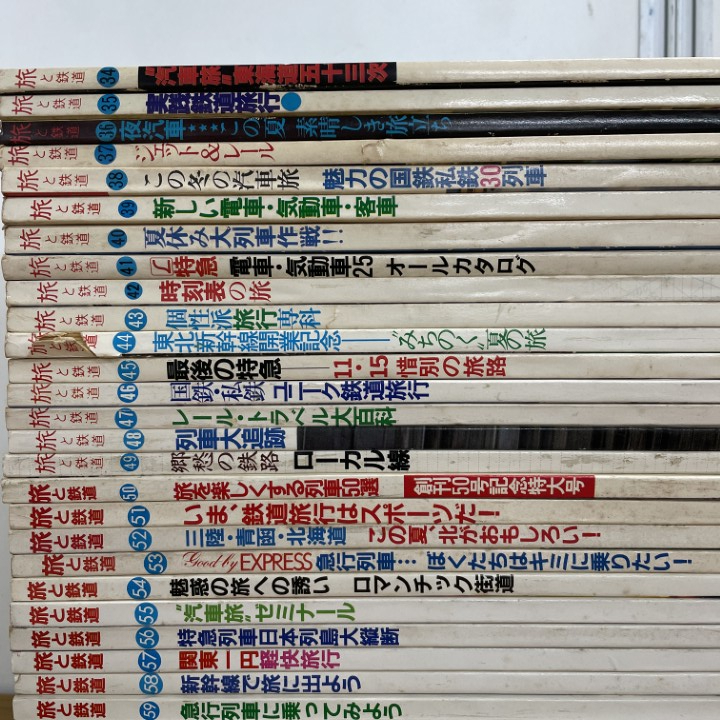 旅と鉄道 34 "汽車旅"東海道五十三次
旅と鉄道 35 実戦鉄道旅行
旅と鉄道 36 夜汽車・・・この夏 素晴しき旅立ち
旅と鉄道 37 ジェット&レール
旅と鉄道 38 この冬の汽車旅 魅力の国鉄私鉄30列車
旅と鉄道 39 新しい電車・気動車・客車
旅と鉄道 40 夏休み大列車作戦!!
旅と鉄道 41 L特急 電車・気動車25 オールカタログ
旅と鉄道 42 時刻表の旅
旅と鉄道 43 個性派旅行専科
旅と鉄道 44 東北新幹線開業記念——"みちのく"夏の旅
旅と鉄道 45 最後の特急——11・15惜別の旅路
旅と鉄道 46 国鉄・私鉄ユニーク鉄道旅行
旅と鉄道 47 レール・トラベル大百科
旅と鉄道 48 列車大追跡
旅と鉄道 49 郷愁の鉄路 ローカル線
旅と鉄道 50 旅を楽しくする列車50選 創刊50号記念特大号
旅と鉄道 51 いま、鉄道旅行はスポーツだ!
旅と鉄道 52 三陸・青函・北海道 この夏、北がおもしろい!
旅と鉄道 53 Good by EXPRESS 急行列車… ぼくたちはキミに乗りたい!
旅と鉄道 54 魅惑の旅への誘い ロマンチック街道
旅と鉄道 55 "汽車旅"ゼミナール
旅と鉄道 56 特急列車日本列島大縦断
旅と鉄道 57 関東一円軽快旅行
旅と鉄道 58 新幹線で旅に出よう
旅と鉄道 59 急行列車に乗ってみよう